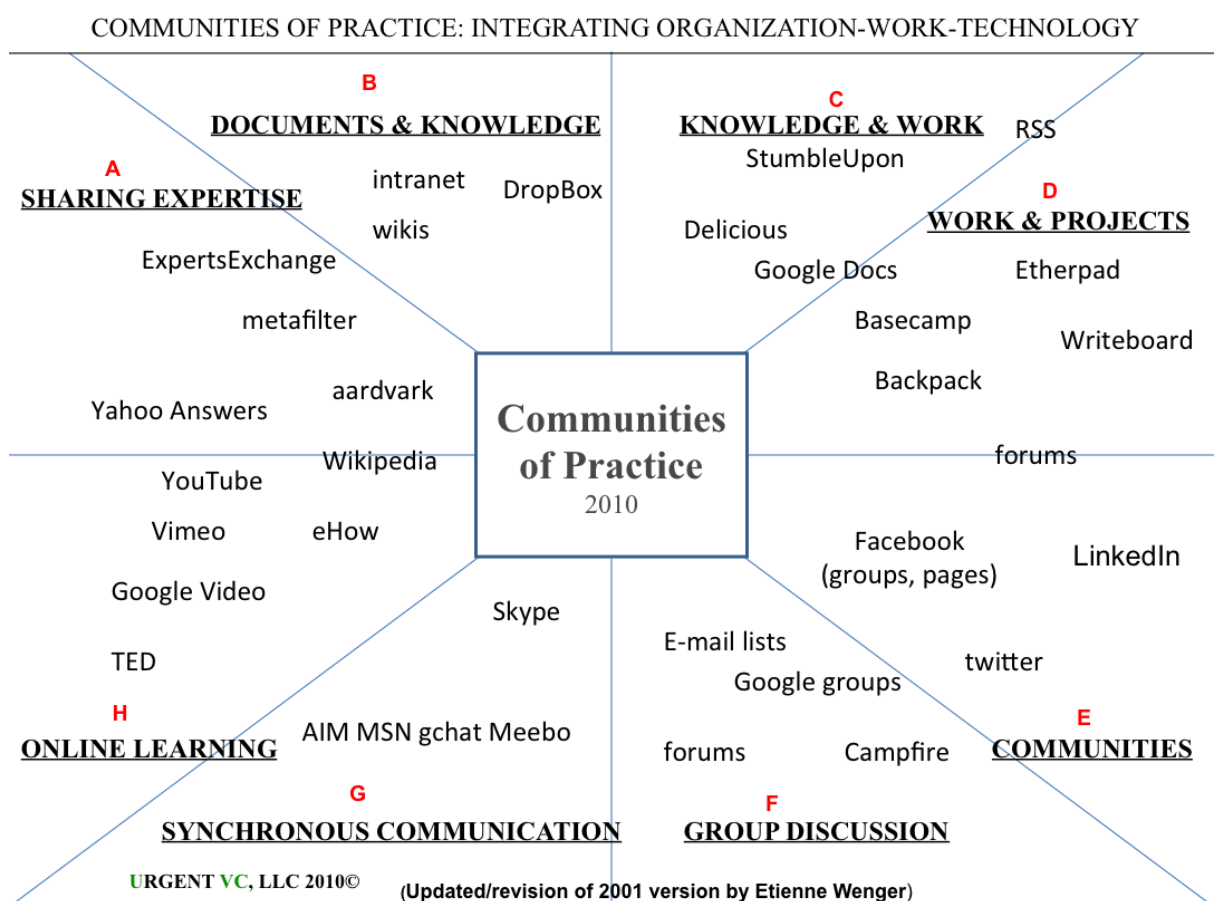 COMMUNITIES OF PRACTICE: INTEGRATING ORGANIZATION-WORK-TECHNOLOGY
A
SHARING EXPERTISE
ExpertsExchange
metafilter
aardvark
Yahoo Answers
Wikipedia
B
DOCUMENTS & KNOWLEDGE
intranet
DropBox
wikis
C
KNOWLEDGE & WORK
StumbleUpon
Delicious
Google Docs
RSS
D
WORK & PROJECTS
Etherpad
Basecamp
Writeboard
Backpack
forums
Communities
of Practice
2010
Facebook
(groups, pages)
LinkedIn
twitter
E
COMMUNITIES
E-mail lists
Google groups
forums
Campfire
F
GROUP DISCUSSION
Skype
AIM MSN gchat Meebo
G
SYNCHRONOUS COMMUNICATION
YouTube
Vimeo
eHow
Google Video
TED
H
ONLINE LEARNING
URGENT VC, LLC 2010©
(Updated/revision of 2001 version by Etienne Wenger)